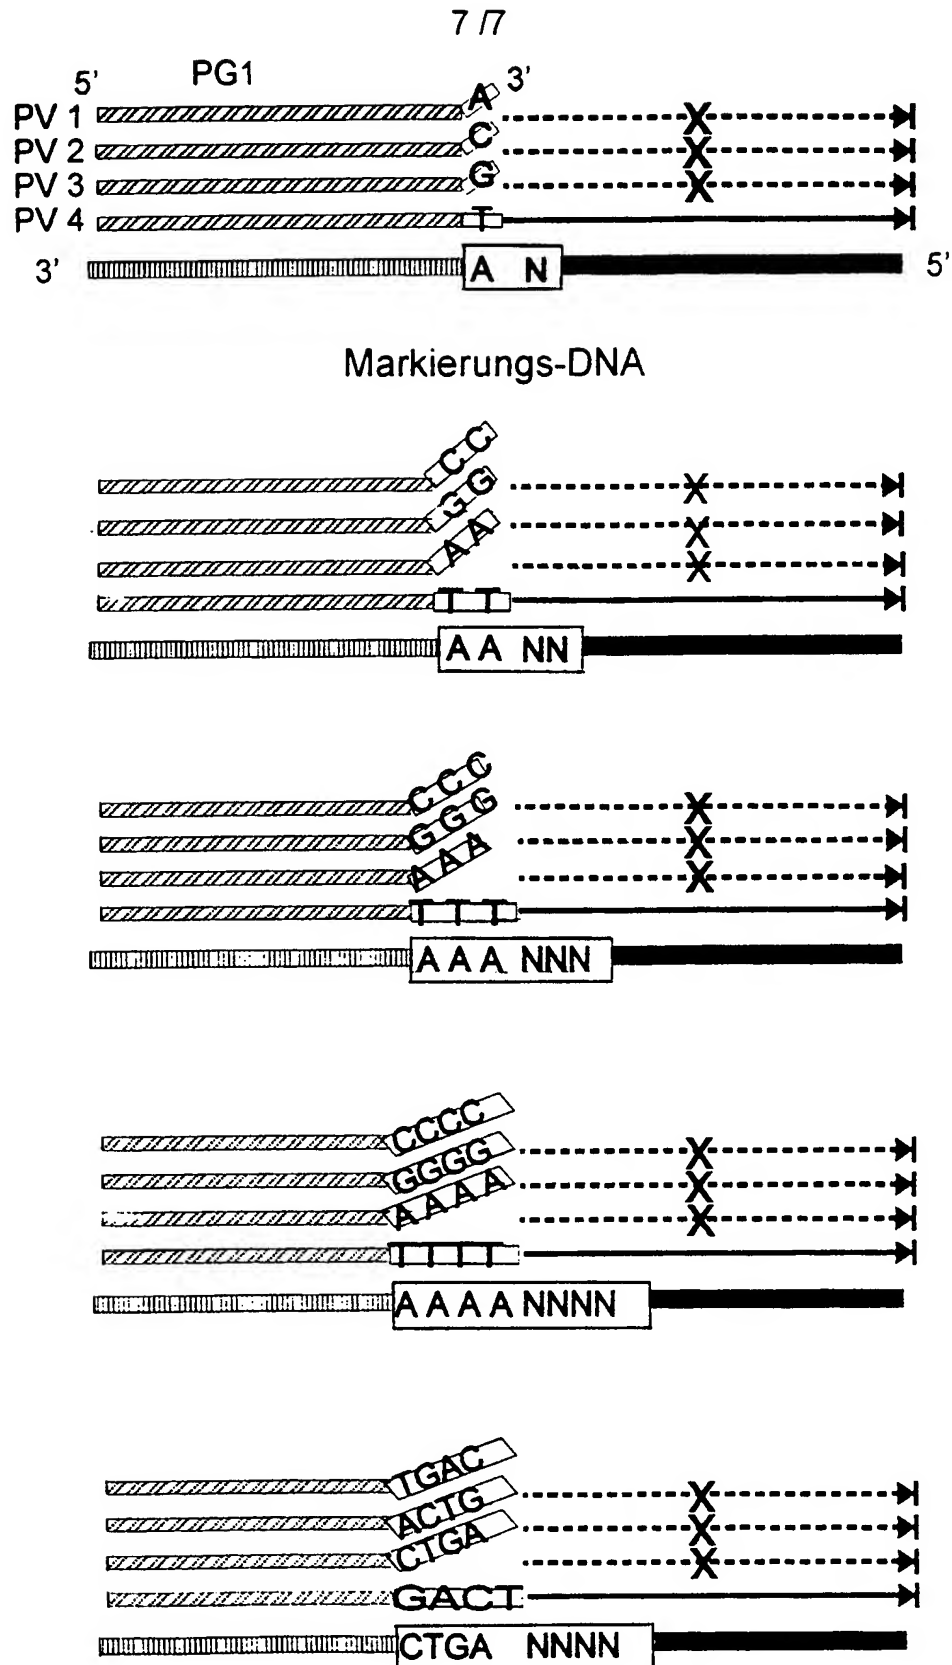 7/7
5' PG1 3'
PV 1 A X
PV 2 C X
PV 3 G X
PV 4 T
3' A N 5'
Markierungs-DNA
CC X
GG X
AA X
T T
A A NN
CCC X
GGG X
AAA X
T T T
A A A NNN
CCCC X
GGGG X
AAAA X
T T T T
A A A A NNNN
TGAC X
ACTG X
CTGA X
GACT
CTGA NNNN